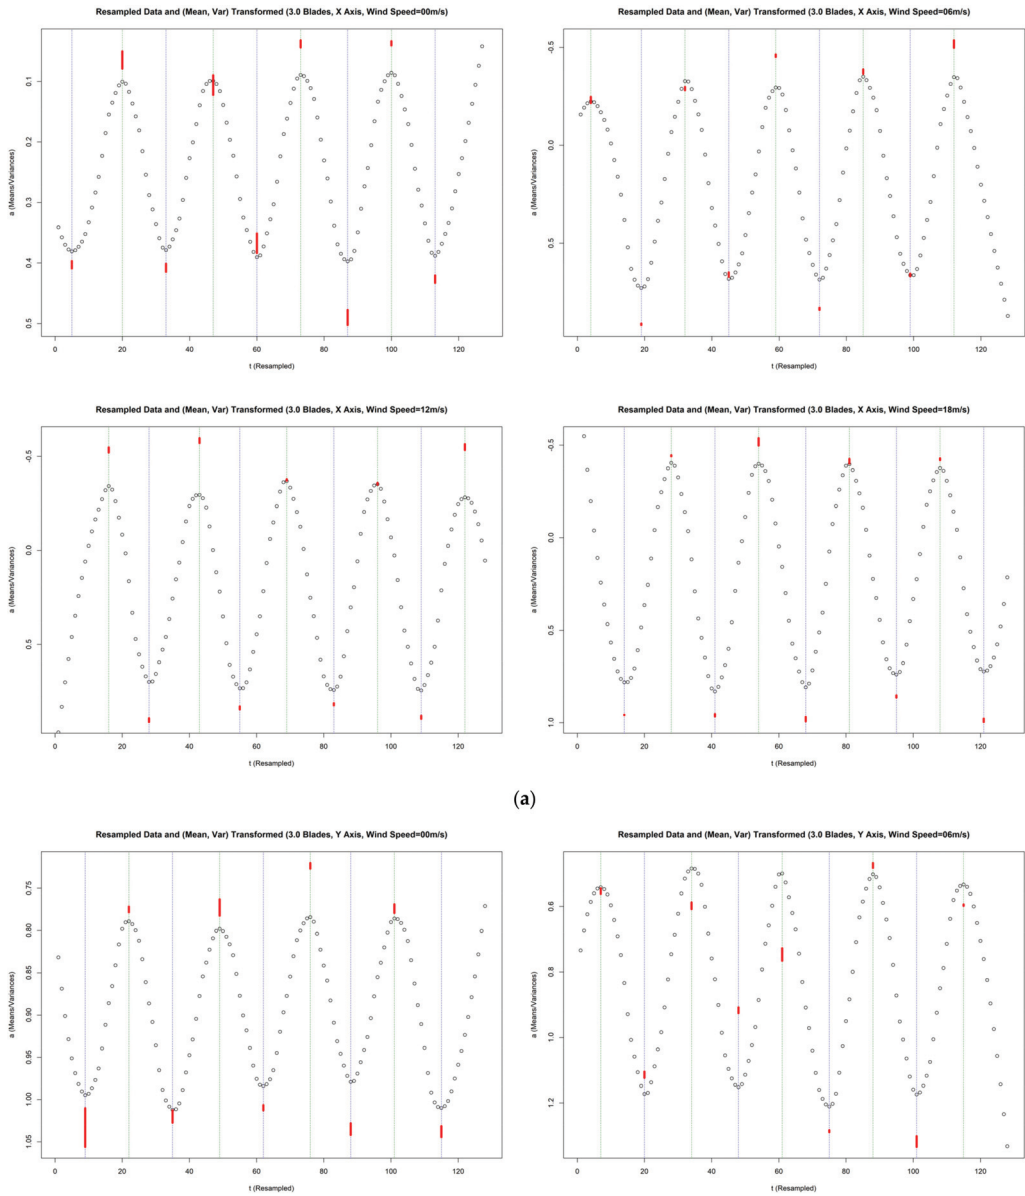 Resampled Data and (Mean, Var) Transformed (3.0 Blades, X Axis, Wind Speed=00m/s)
a (Means/Variances)
0.1
0.2
0.3
0.4
0.5
0 20 40 60 80 100 120
t (Resampled)
Resampled Data and (Mean, Var) Transformed (3.0 Blades, X Axis, Wind Speed=06m/s)
a (Means/Variances)
-0.5
0.0
0.5
0 20 40 60 80 100 120
t (Resampled)
Resampled Data and (Mean, Var) Transformed (3.0 Blades, X Axis, Wind Speed=12m/s)
a (Means/Variances)
-0.5
0.0
0.5
0 20 40 60 80 100 120
t (Resampled)
Resampled Data and (Mean, Var) Transformed (3.0 Blades, X Axis, Wind Speed=18m/s)
a (Means/Variances)
-0.5
0.0
0.5
1.0
0 20 40 60 80 100 120
t (Resampled)
(a)
Resampled Data and (Mean, Var) Transformed (3.0 Blades, Y Axis, Wind Speed=00m/s)
a (Means/Variances)
0.75
0.80
0.85
0.90
0.95
1.00
1.05
0 20 40 60 80 100 120
t (Resampled)
Resampled Data and (Mean, Var) Transformed (3.0 Blades, Y Axis, Wind Speed=06m/s)
a (Means/Variances)
0.6
0.8
1.0
1.2
0 20 40 60 80 100 120
t (Resampled)